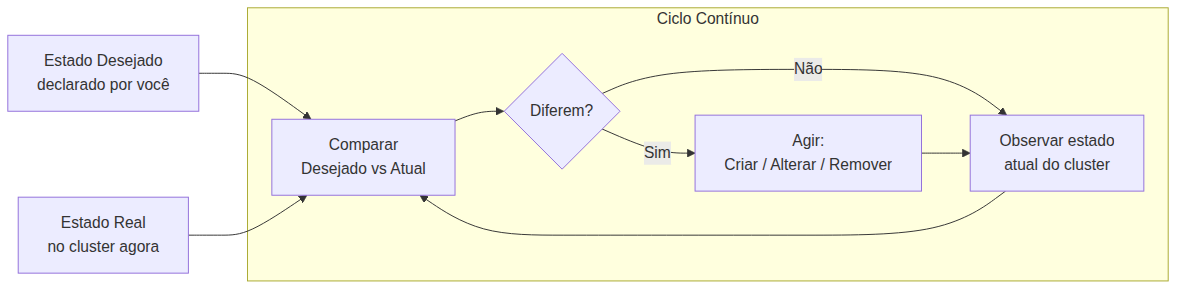 Ciclo Contínuo
Estado Desejado
declarado por você
Estado Real
no cluster agora
Comparar
Desejado vs Atual
Diferem?
Não
Sim
Agir:
Criar / Alterar / Remover
Observar estado
atual do cluster